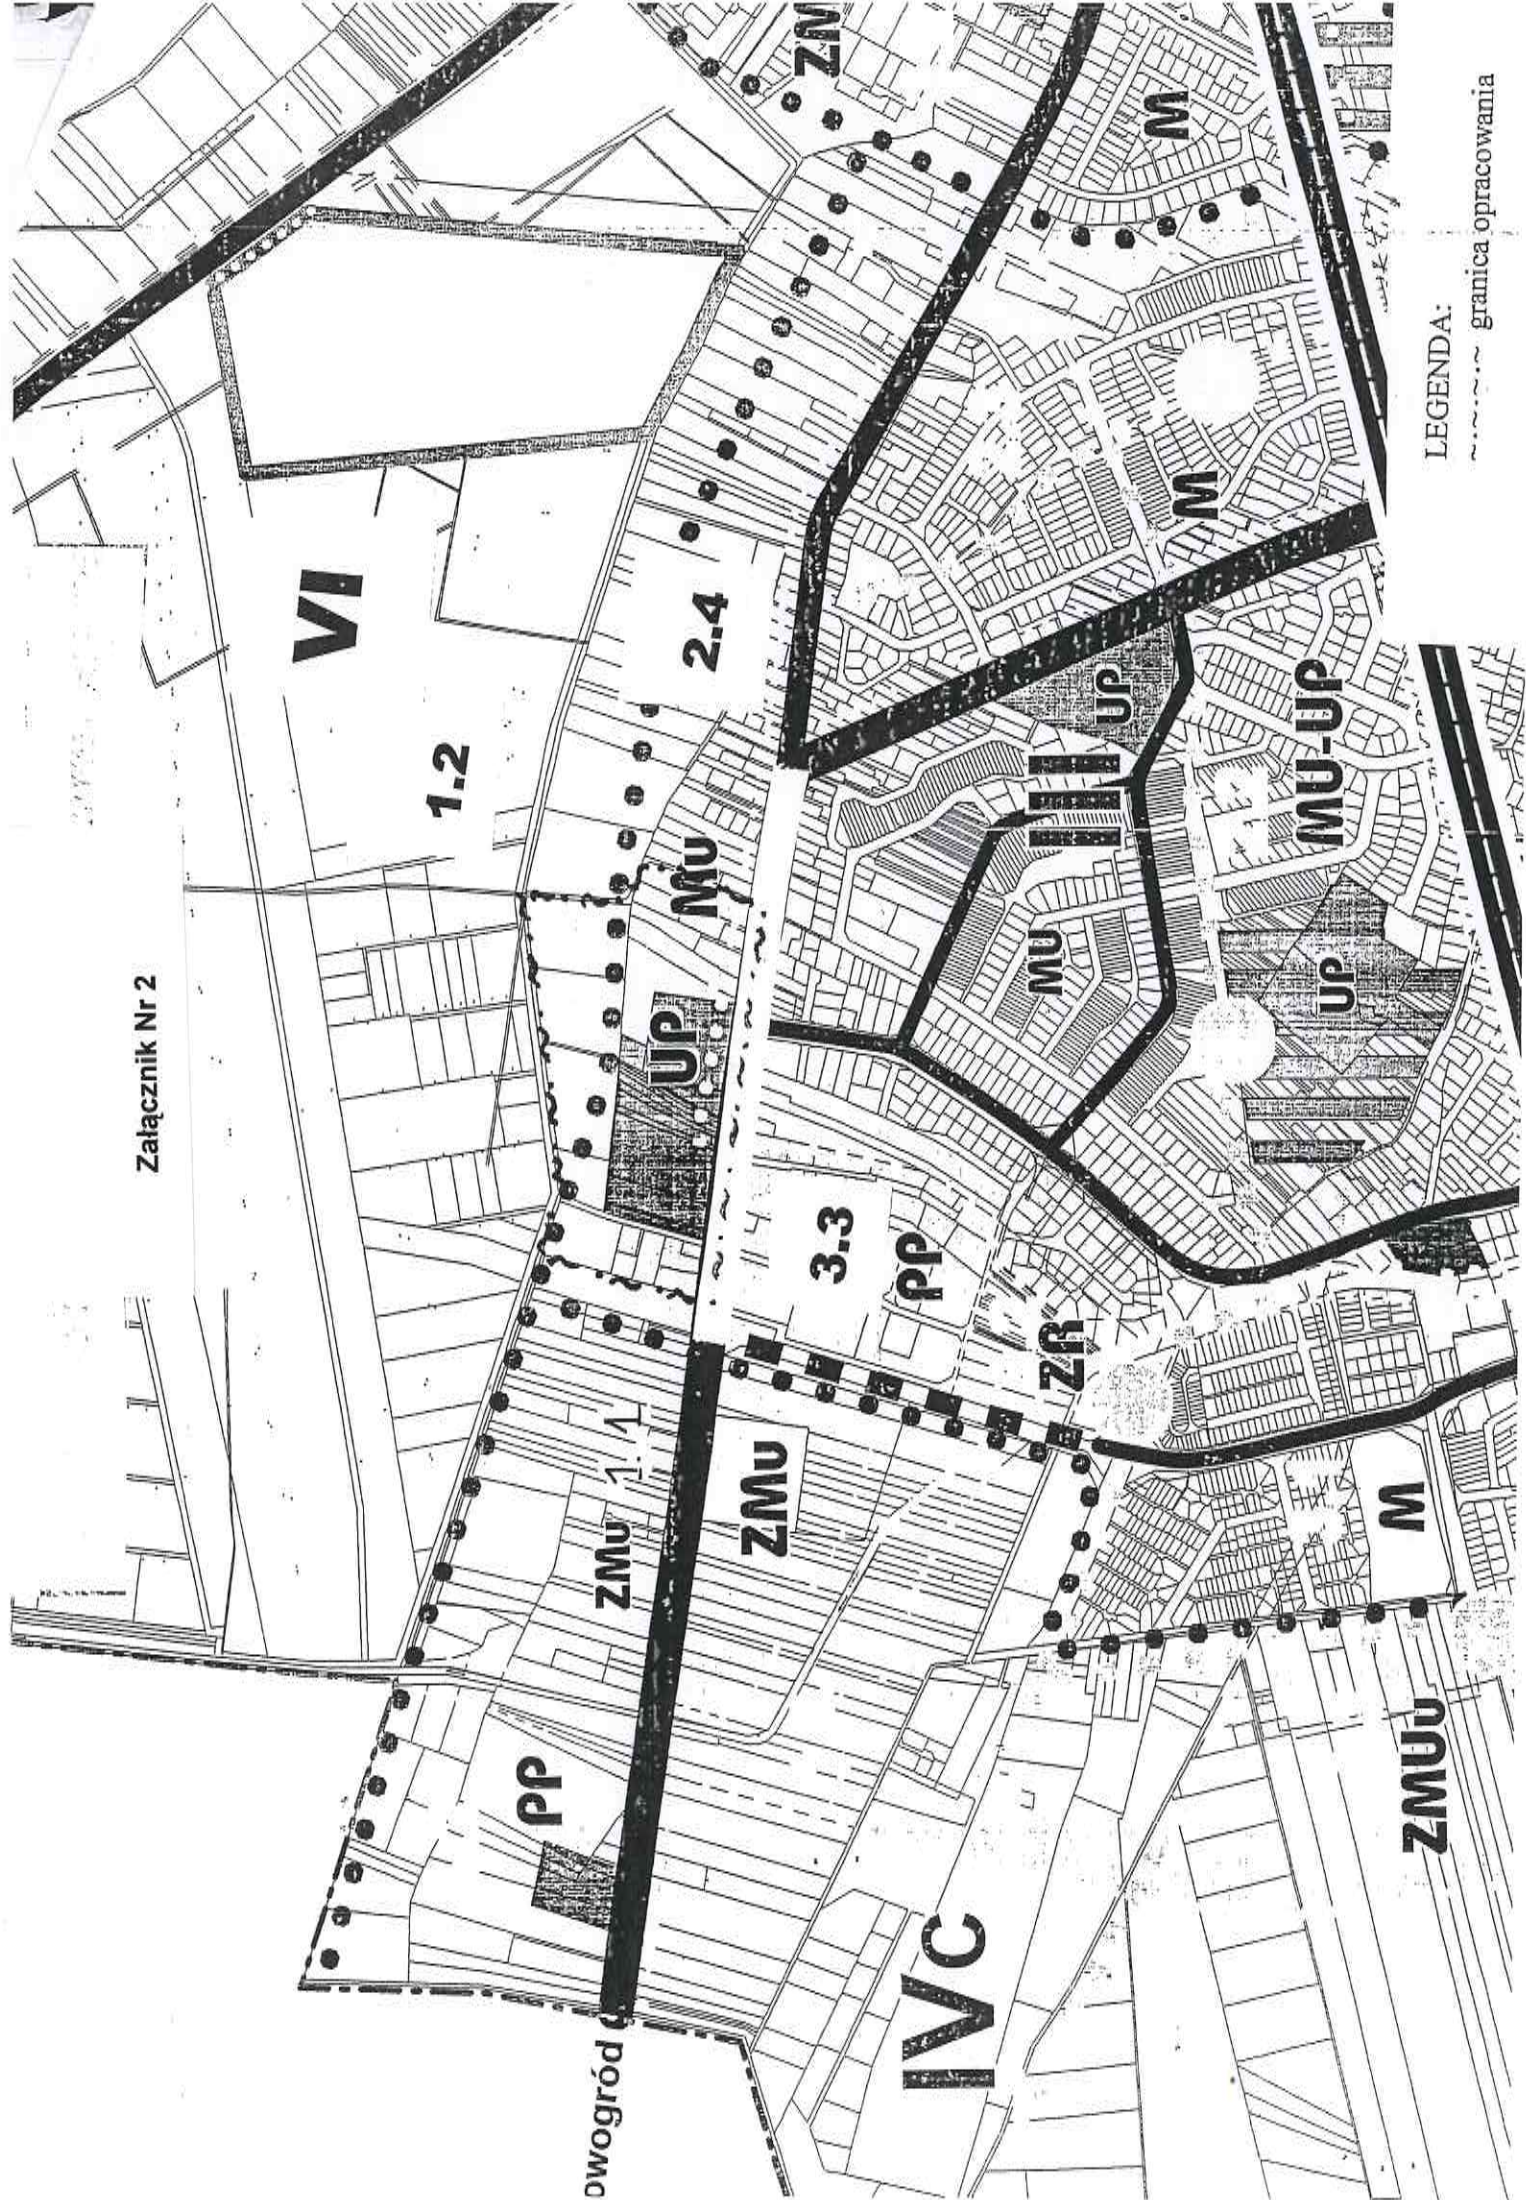 Załącznik Nr 2
VI
1.2
PP
owogród
ZMu
1.1
UP
Mu
2.4
ZM
ZMu
3.3
PP
IVC
MU
ZR
III
UP
M
M
UP
MU-UP
M
ZMUu
LEGENDA:
granica opracowania